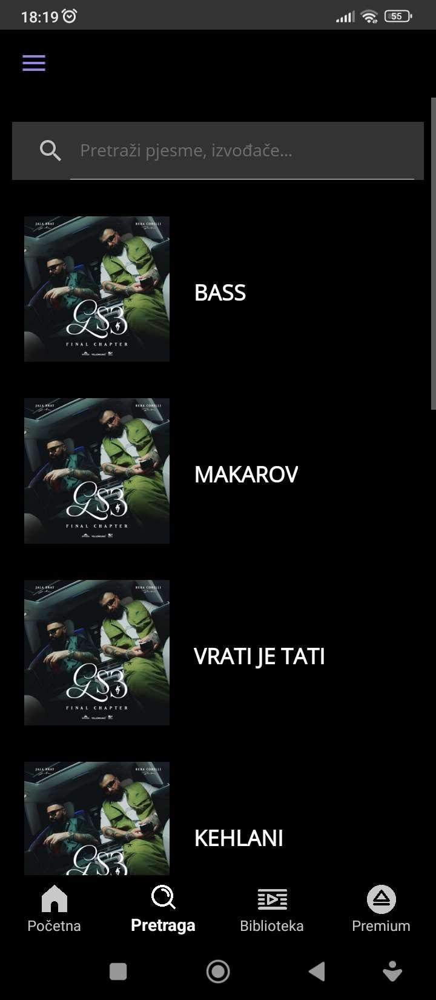 18:19
55
Pretraži pjesme, izvođače...
JALA BRAT
BUBA CORELLI
GS3
FINAL CHAPTER
BASS
JALA BRAT
BUBA CORELLI
GS3
FINAL CHAPTER
MAKAROV
JALA BRAT
BUBA CORELLI
GS3
FINAL CHAPTER
VRATI JE TATI
JALA BRAT
BUBA CORELLI
GS3
KEHLANI
Početna
Pretraga
Biblioteka
Premium